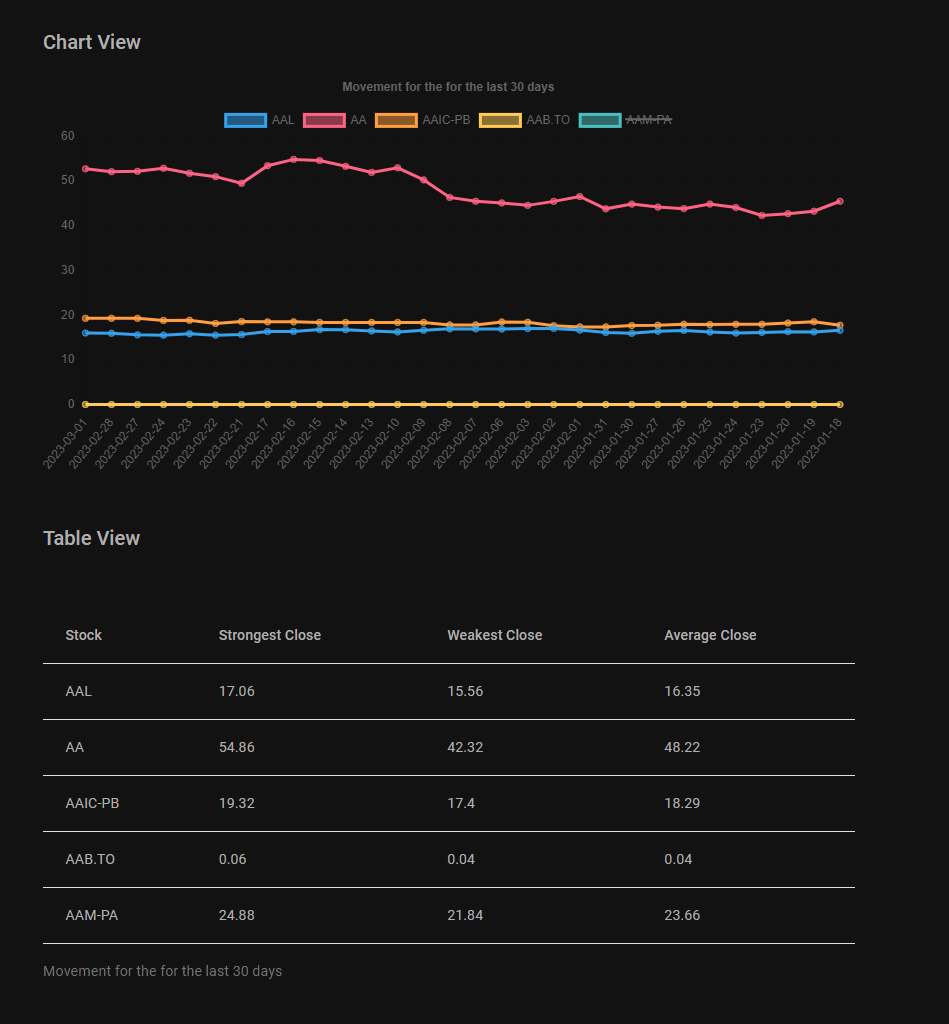 Chart View
Movement for the for the last 30 days
AAL AA AAIC-PB AAB.TO AAM-PA
60
50
40
30
20
10
0
2023-03-01 2023-02-28 2023-02-27 2023-02-24 2023-02-23 2023-02-22 2023-02-21 2023-02-17 2023-02-16 2023-02-15 2023-02-14 2023-02-13 2023-02-10 2023-02-09 2023-02-08 2023-02-07 2023-02-06 2023-02-03 2023-02-02 2023-02-01 2023-01-31 2023-01-30 2023-01-27 2023-01-26 2023-01-25 2023-01-24 2023-01-23 2023-01-20 2023-01-19 2023-01-18
Table View
Stock Strongest Close Weakest Close Average Close
AAL 17.06 15.56 16.35
AA 54.86 42.32 48.22
AAIC-PB 19.32 17.4 18.29
AAB.TO 0.06 0.04 0.04
AAM-PA 24.88 21.84 23.66
Movement for the for the last 30 days